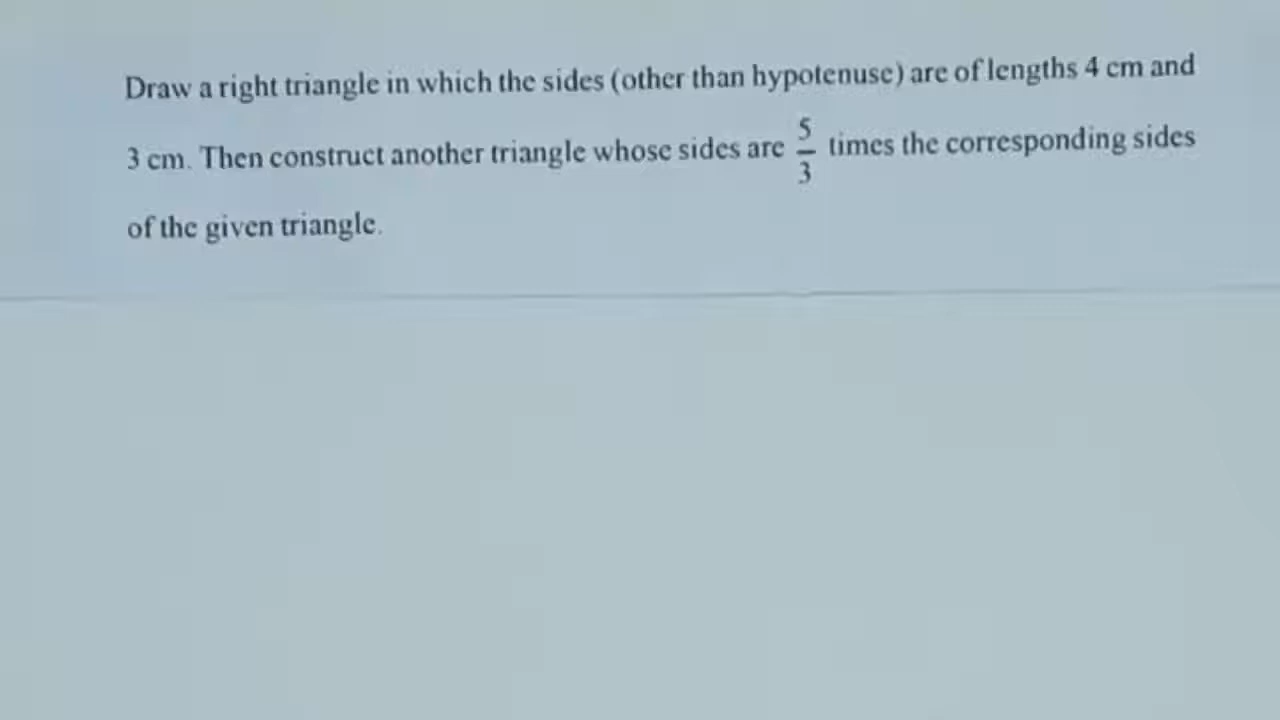 Draw a right triangle in which the sides (other than hypotenuse) are of lengths 4 cm and
3 cm. Then construct another triangle whose sides are 5/3 times the corresponding sides
of the given triangle.